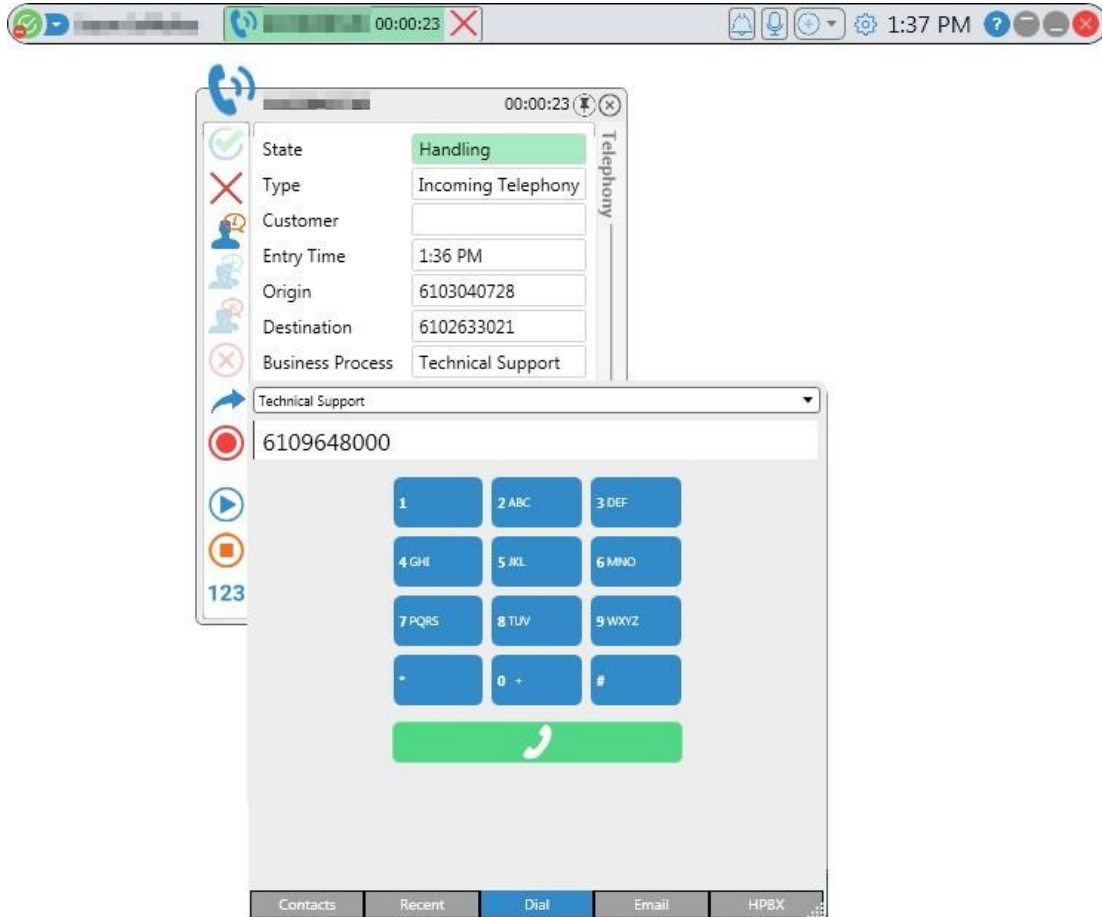 00:00:23 1:37 PM ?
00:00:23
Telephony
State Handling
Type Incoming Telephony
Customer
Entry Time 1:36 PM
Origin 6103040728
Destination 6102633021
Business Process Technical Support
Technical Support
6109648000
1 2 ABC 3 DEF
4 GHI 5 JKL 6 MNO
123
7 PQRS 8 TUV 9 WXYZ
* 0 + #
Contacts Recent Dial Email HPBX